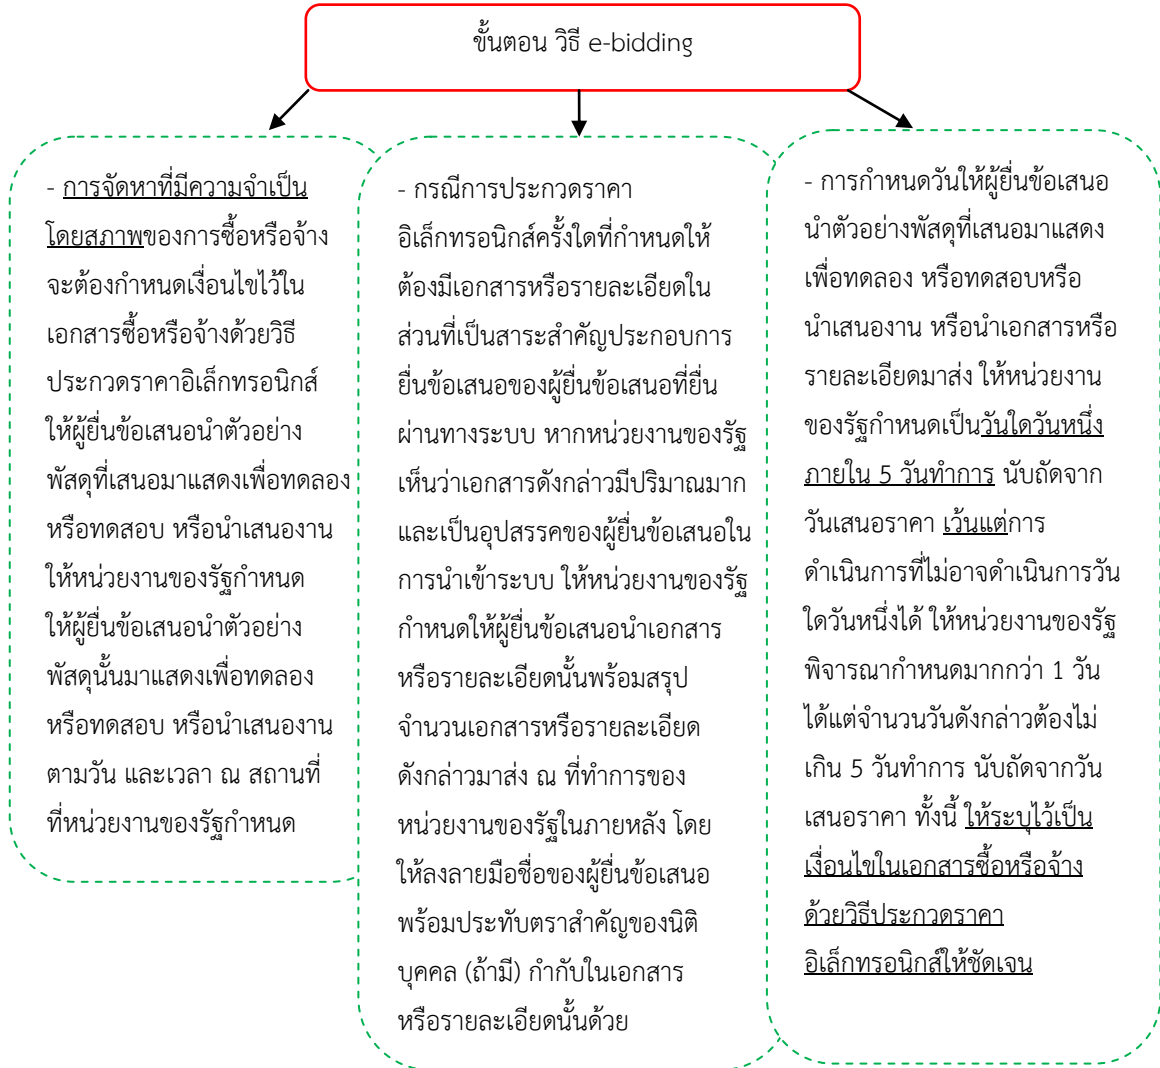 ขั้นตอน วิธี e-bidding
- การจัดหาที่มีความจำเป็น
โดยสภาพของการซื้อหรือจ้าง
จะต้องกำหนดเงื่อนไขไว้ใน
เอกสารซื้อหรือจ้างด้วยวิธี
ประกวดราคาอิเล็กทรอนิกส์
ให้ผู้ยื่นข้อเสนอนำตัวอย่าง
พัสดุที่เสนอมาแสดงเพื่อทดลอง
หรือทดสอบ หรือนำเสนองาน
ให้หน่วยงานของรัฐกำหนด
ให้ผู้ยื่นข้อเสนอนำตัวอย่าง
พัสดุนั้นมาแสดงเพื่อทดลอง
หรือทดสอบ หรือนำเสนองาน
ตามวัน และเวลา ณ สถานที่
ที่หน่วยงานของรัฐกำหนด
- กรณีการประกวดราคา
อิเล็กทรอนิกส์ครั้งใดที่กำหนดให้
ต้องมีเอกสารหรือรายละเอียดใน
ส่วนที่เป็นสาระสำคัญประกอบการ
ยื่นข้อเสนอของผู้ยื่นข้อเสนอที่ยื่น
ผ่านทางระบบ หากหน่วยงานของรัฐ
เห็นว่าเอกสารดังกล่าวมีปริมาณมาก
และเป็นอุปสรรคของผู้ยื่นข้อเสนอใน
การนำเข้าระบบ ให้หน่วยงานของรัฐ
กำหนดให้ผู้ยื่นข้อเสนอนำเอกสาร
หรือรายละเอียดนั้นพร้อมสรุป
จำนวนเอกสารหรือรายละเอียด
ดังกล่าวมาส่ง ณ ที่ทำการของ
หน่วยงานของรัฐในภายหลัง โดย
ให้ลงลายมือชื่อของผู้ยื่นข้อเสนอ
พร้อมประทับตราสำคัญของนิติ
บุคคล (ถ้ามี) กำกับในเอกสาร
หรือรายละเอียดนั้นด้วย
- การกำหนดวันให้ผู้ยื่นข้อเสนอ
นำตัวอย่างพัสดุที่เสนอมาแสดง
เพื่อทดลอง หรือทดสอบหรือ
นำเสนองาน หรือนำเอกสารหรือ
รายละเอียดมาส่ง ให้หน่วยงาน
ของรัฐกำหนดเป็นวันใดวันหนึ่ง
ภายใน 5 วันทำการ นับถัดจาก
วันเสนอราคา เว้นแต่การ
ดำเนินการที่ไม่อาจดำเนินการวัน
ใดวันหนึ่งได้ ให้หน่วยงานของรัฐ
พิจารณากำหนดมากกว่า 1 วัน
ได้แต่จำนวนวันดังกล่าวต้องไม่
เกิน 5 วันทำการ นับถัดจากวัน
เสนอราคา ทั้งนี้ ให้ระบุไว้เป็น
เงื่อนไขในเอกสารซื้อหรือจ้าง
ด้วยวิธีประกวดราคา
อิเล็กทรอนิกส์ให้ชัดเจน